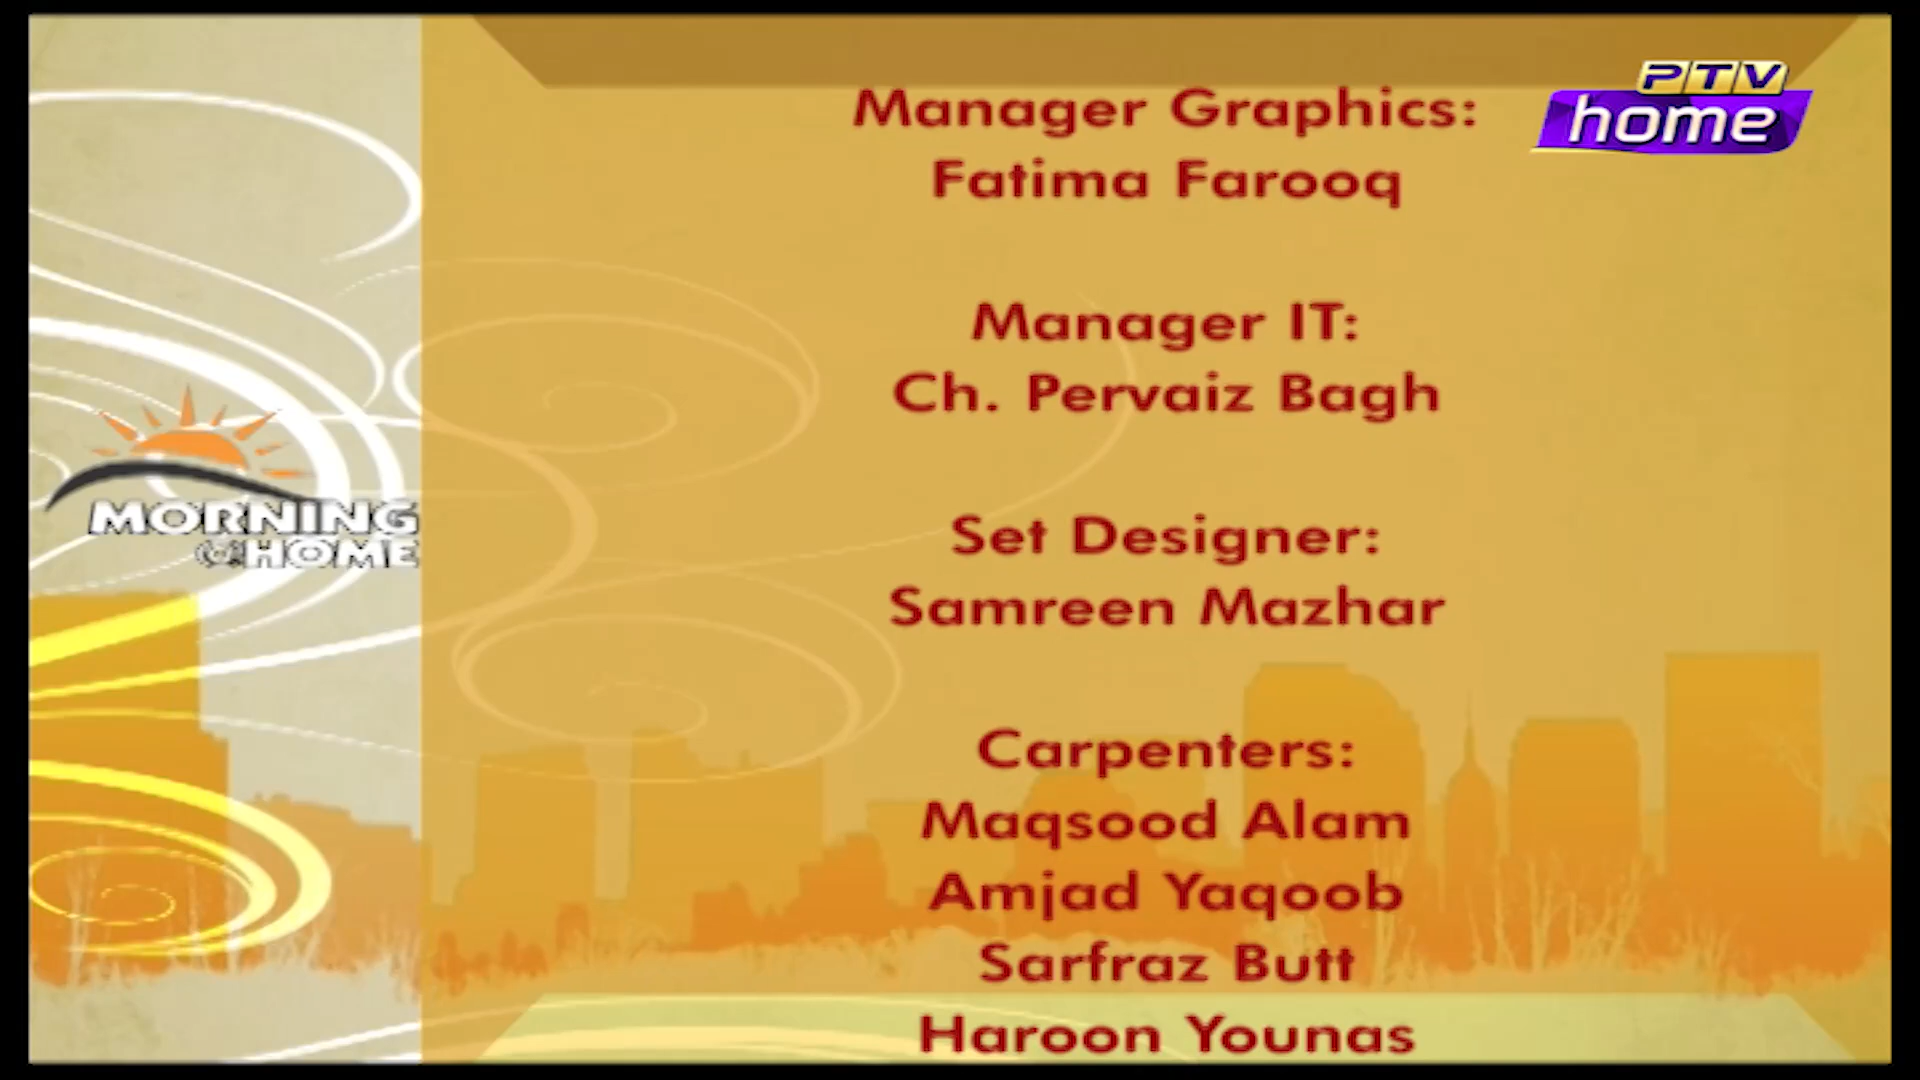 PTV
home
Manager Graphics:
Fatima Farooq
Manager IT:
Ch. Pervaiz Bagh
Set Designer:
Samreen Mazhar
Carpenters:
Maqsood Alam
Amjad Yaqoob
Sarfraz Butt
Haroon Younas
MORNING
@HOME